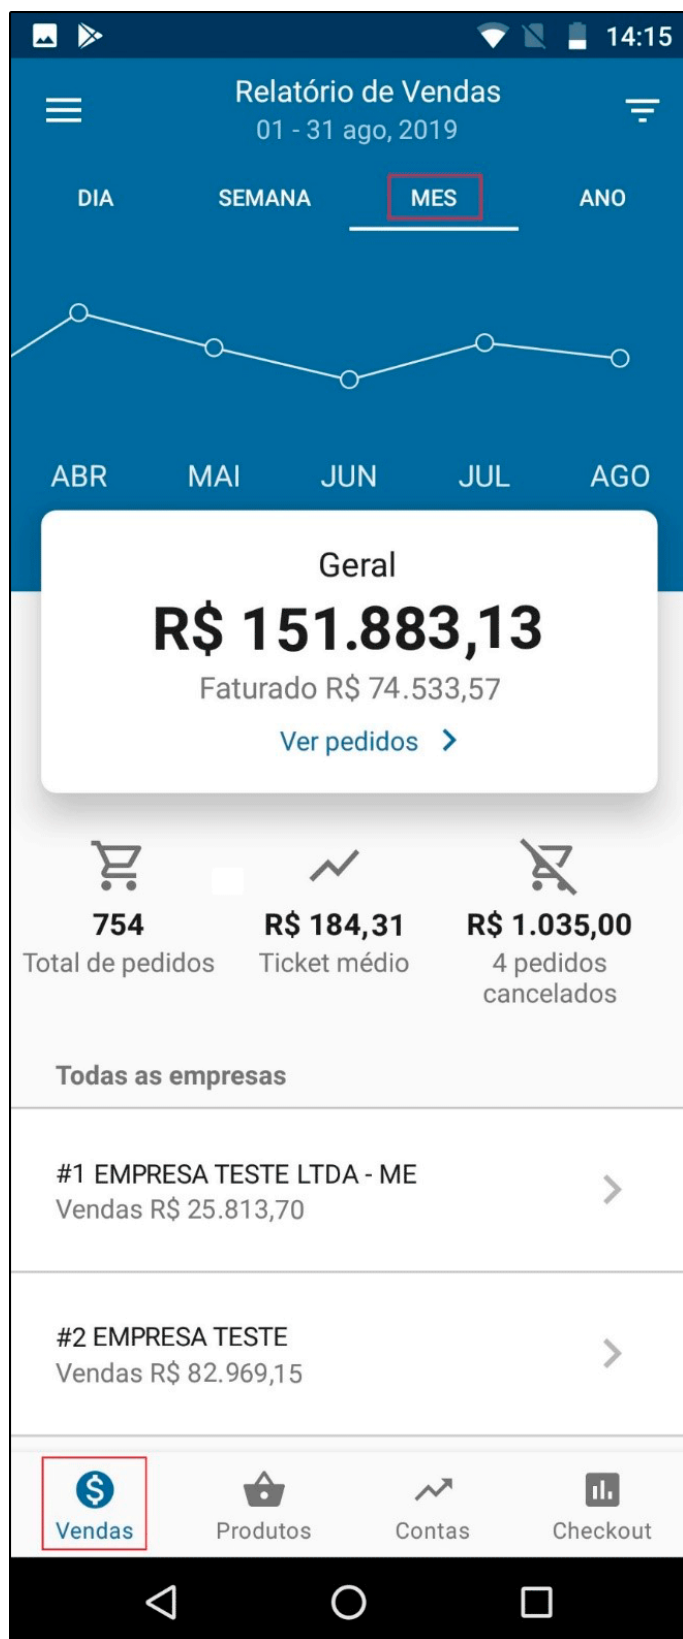 14:15
Relatório de Vendas
01 - 31 ago, 2019
DIA SEMANA MES ANO
ABR MAI JUN JUL AGO
Geral
R$ 151.883,13
Faturado R$ 74.533,57
Ver pedidos
754 R$ 184,31 R$ 1.035,00
Total de pedidos Ticket médio 4 pedidos
cancelados
Todas as empresas
#1 EMPRESA TESTE LTDA - ME
Vendas R$ 25.813,70
#2 EMPRESA TESTE
Vendas R$ 82.969,15
Vendas Produtos Contas Checkout